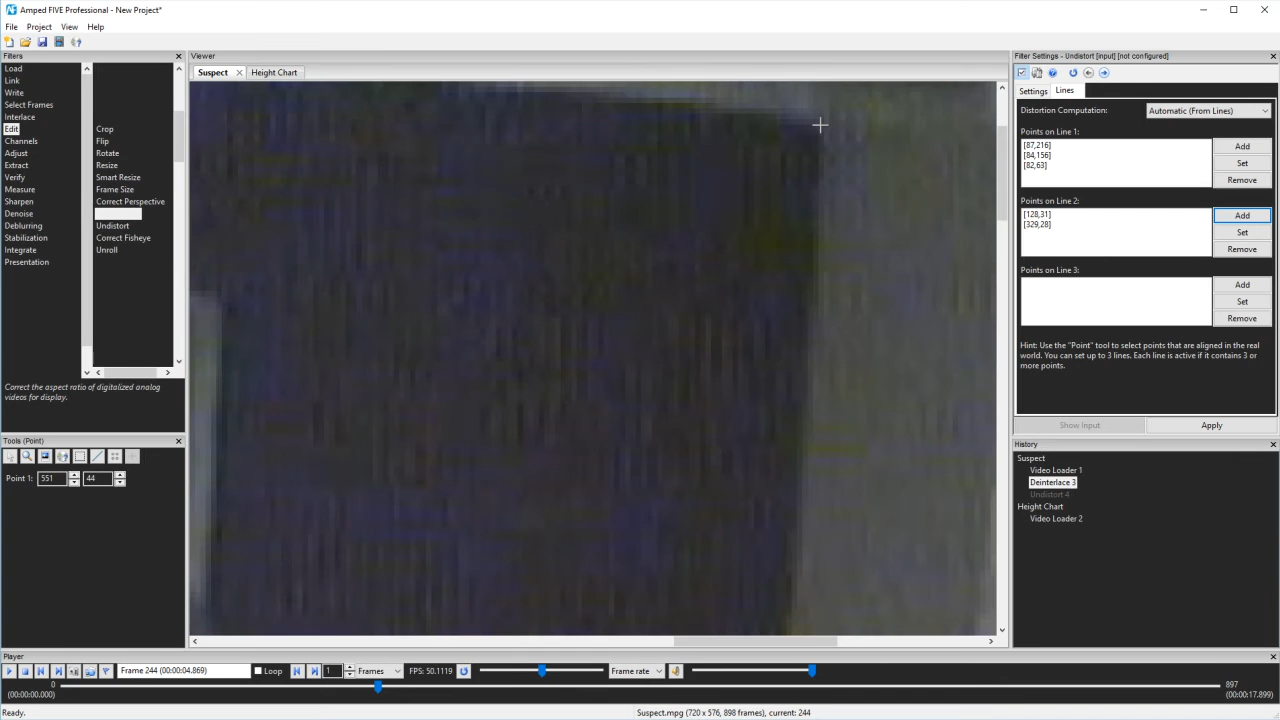 Amped FIVE Professional - New Project*
File Project View Help
Filters
Load
Link
Write
Select Frames
Interlace
Edit
Channels
Adjust
Extract
Verify
Measure
Sharpen
Denoise
Deblurring
Stabilization
Integrate
Presentation
Crop
Flip
Rotate
Resize
Smart Resize
Frame Size
Correct Perspective
Undistort
Correct Fisheye
Unroll
Correct the aspect ratio of digitalized analog
videos for display.
Tools (Point)
Point 1: 551 44
Viewer
Suspect Height Chart
Filter Settings - Undistort [input] [not configured]
Settings Lines
Distortion Computation: Automatic (From Lines)
Points on Line 1:
[87,216]
[84,156]
[82,63]
Add
Set
Remove
Points on Line 2:
[128,31]
[329,28]
Add
Set
Remove
Points on Line 3:
Add
Set
Remove
Hint: Use the "Point" tool to select points that are aligned in the real
world. You can set up to 3 lines. Each line is active if it contains 3 or
more points.
Show Input Apply
History
Suspect
Video Loader 1
Deinterlace 3
Undistort 4
Height Chart
Video Loader 2
Player
Frame 244 (00:00:04.869) Loop 1 Frames FPS: 50.1119 Frame rate
0 897
(00:00:00.000) (00:00:17.899)
Ready. Suspect.mpg (720 x 576, 898 frames), current: 244